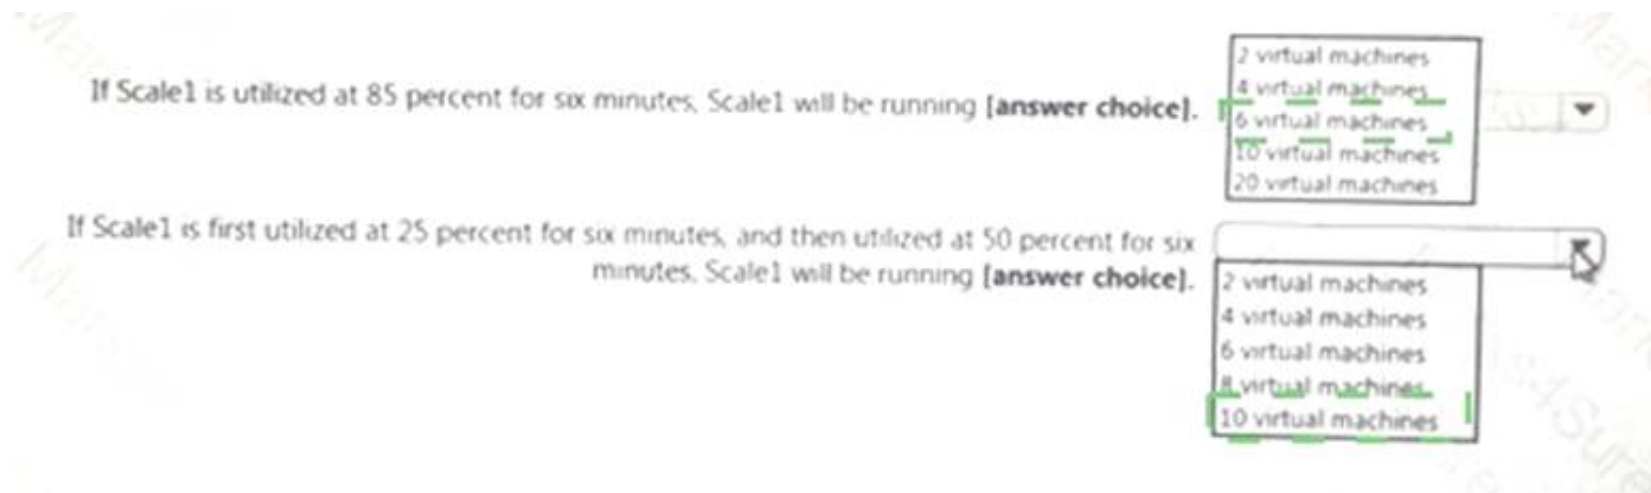 If Scale1 is utilized at 85 percent for six minutes, Scale1 will be running [answer choice].
2 virtual machines
4 virtual machines
6 virtual machines
10 virtual machines
20 virtual machines
If Scale1 is first utilized at 25 percent for six minutes, and then utilized at 50 percent for six
minutes, Scale1 will be running [answer choice].
2 virtual machines
4 virtual machines
6 virtual machines
8 virtual machines
10 virtual machines